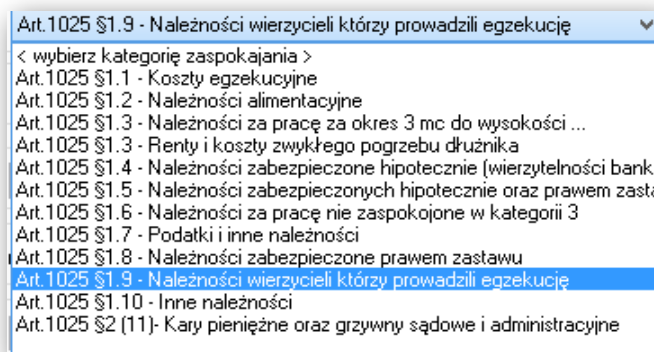 Art.1025 §1.9 - Należności wierzycieli którzy prowadzili egzekucję
< wybierz kategorię zaspokajania >
Art.1025 §1.1 - Koszty egzekucyjne
Art.1025 §1.2 - Należności alimentacyjne
Art.1025 §1.3 - Należności za pracę za okres 3 mc do wysokości ...
Art.1025 §1.3 - Renty i koszty zwykłego pogrzebu dłużnika
Art.1025 §1.4 - Należności zabezpieczone hipotecznie (wierzytelności bank
Art.1025 §1.5 - Należności zabezpieczonych hipotecznie oraz prawem zasta
Art.1025 §1.6 - Należności za pracę nie zaspokojone w kategorii 3
Art.1025 §1.7 - Podatki i inne należności
Art.1025 §1.8 - Należności zabezpieczone prawem zastawu
Art.1025 §1.9 - Należności wierzycieli którzy prowadzili egzekucję
Art.1025 §1.10 - Inne należności
Art.1025 §2 (11)- Kary pieniężne oraz grzywny sądowe i administracyjne